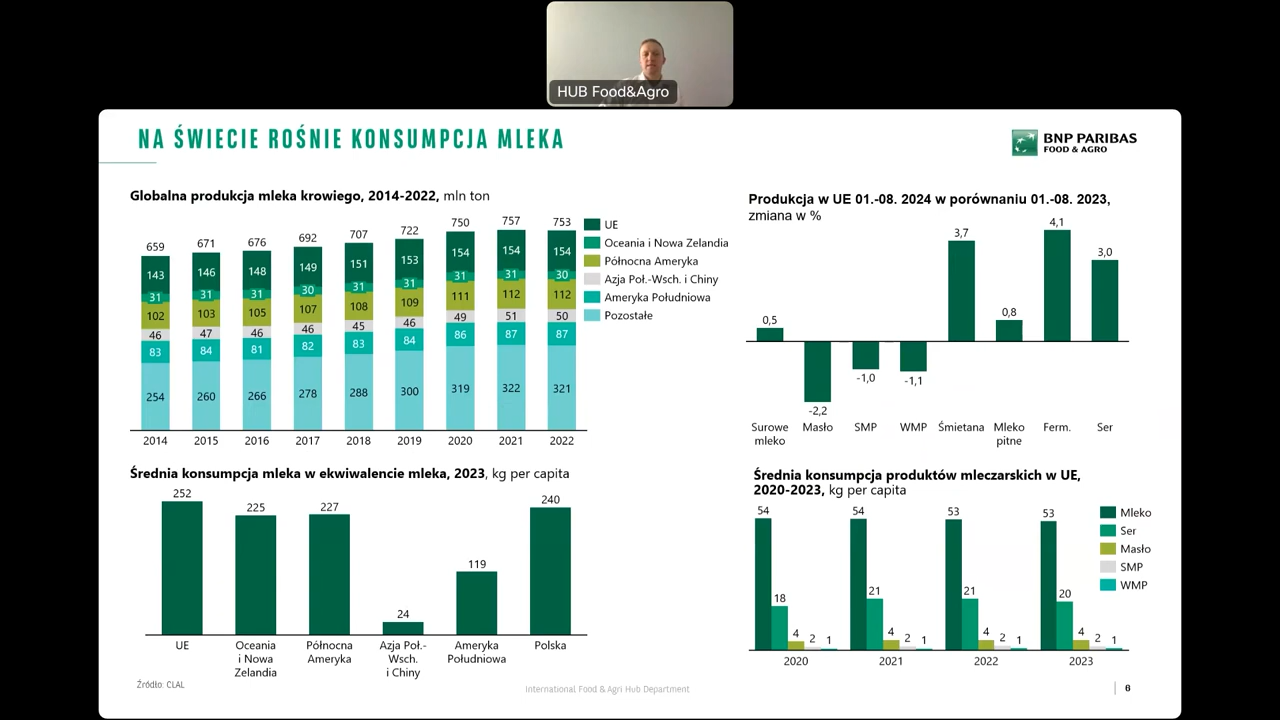 HUB Food&Agro
NA ŚWIECIE ROŚNIE KONSUMPCJA MLEKA
BNP PARIBAS
FOOD & AGRO
Globalna produkcja mleka krowiego, 2014-2022, mln ton
659 671 676 692 707 722 750 757 753
143 146 148 149 151 153 154 154 154
31 31 31 30 31 31 31 31 30
102 103 105 107 108 109 111 112 112
46 47 46 46 45 46 49 51 50
83 84 81 82 83 84 86 87 87
254 260 266 278 288 300 319 322 321
2014 2015 2016 2017 2018 2019 2020 2021 2022
UE
Oceania i Nowa Zelandia
Północna Ameryka
Azja Poł.-Wsch. i Chiny
Ameryka Południowa
Pozostałe
Produkcja w UE 01.-08. 2024 w porównaniu 01.-08. 2023,
zmiana w %
0,5 -2,2 -1,0 -1,1 3,7 0,8 4,1 3,0
Surowe Masło SMP WMP Śmietana Mleko Ferm. Ser
mleko pitne
Średnia konsumpcja mleka w ekwiwalencie mleka, 2023, kg per capita
252 225 227 24 119 240
UE Oceania Północna Azja Poł.- Ameryka Polska
i Nowa Ameryka Wsch. Południowa
Zelandia i Chiny
Średnia konsumpcja produktów mleczarskich w UE,
2020-2023, kg per capita
54 18 4 2 1 54 21 4 2 1 53 21 4 2 1 53 20 4 2 1
2020 2021 2022 2023
Mleko
Ser
Masło
SMP
WMP
Źródło: CLAL
International Food & Agri Hub Department
6